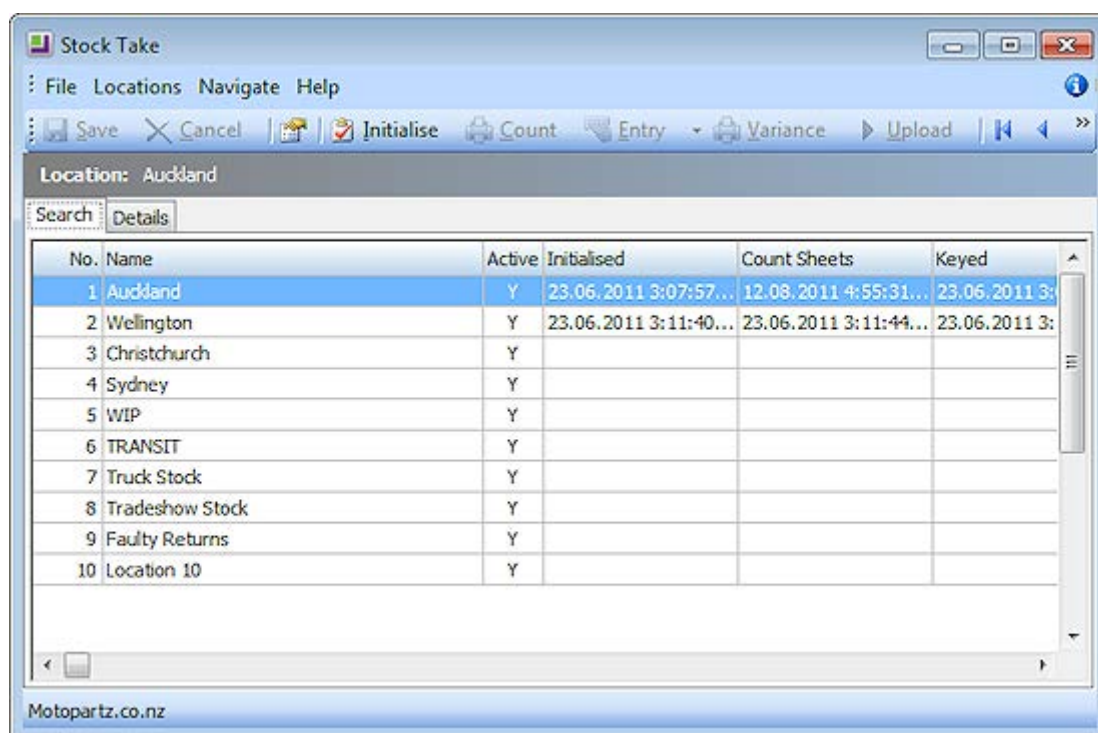 Stock Take
File Locations Navigate Help
Save Cancel Initialise Count Entry Variance Upload
Location: Auckland
Search Details
No. Name Active Initialised Count Sheets Keyed
1 Auckland Y 23.06.2011 3:07:57... 12.08.2011 4:55:31... 23.06.2011 3:
2 Wellington Y 23.06.2011 3:11:40... 23.06.2011 3:11:44... 23.06.2011 3:
3 Christchurch Y
4 Sydney Y
5 WIP Y
6 TRANSIT Y
7 Truck Stock Y
8 Tradeshow Stock Y
9 Faulty Returns Y
10 Location 10 Y
Motopartz.co.nz